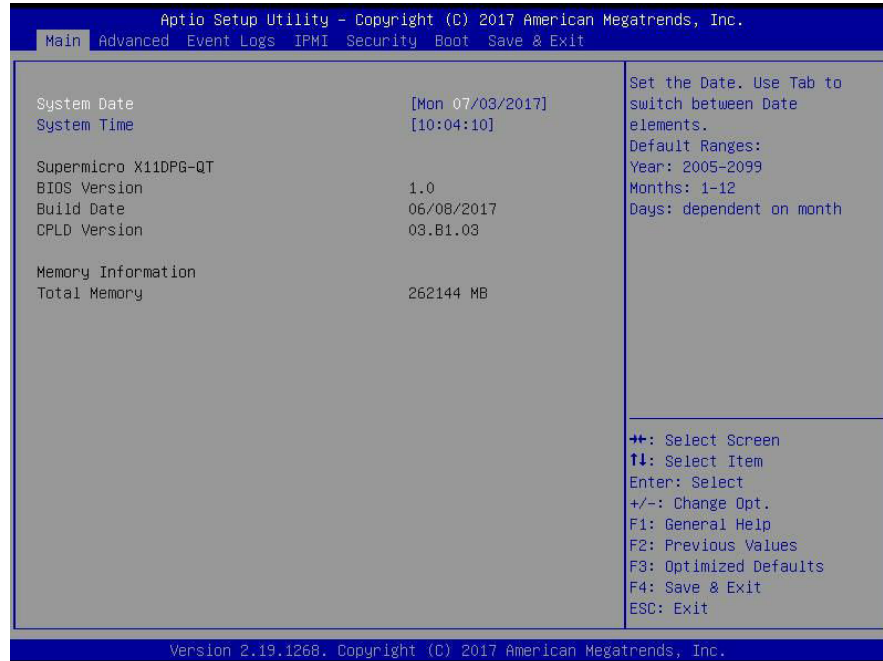 Aptio Setup Utility – Copyright (C) 2017 American Megatrends, Inc.
Main Advanced Event Logs IPMI Security Boot Save & Exit
System Date [Mon 07/03/2017]
System Time [10:04:10]
Supermicro X11DPG-QT
BIOS Version 1.0
Build Date 06/08/2017
CPLD Version 03.B1.03
Memory Information
Total Memory 262144 MB
Set the Date. Use Tab to
switch between Date
elements.
Default Ranges:
Year: 2005-2099
Months: 1-12
Days: dependent on month
→←: Select Screen
↑↓: Select Item
Enter: Select
+/-: Change Opt.
F1: General Help
F2: Previous Values
F3: Optimized Defaults
F4: Save & Exit
ESC: Exit
Version 2.19.1268. Copyright (C) 2017 American Megatrends, Inc.